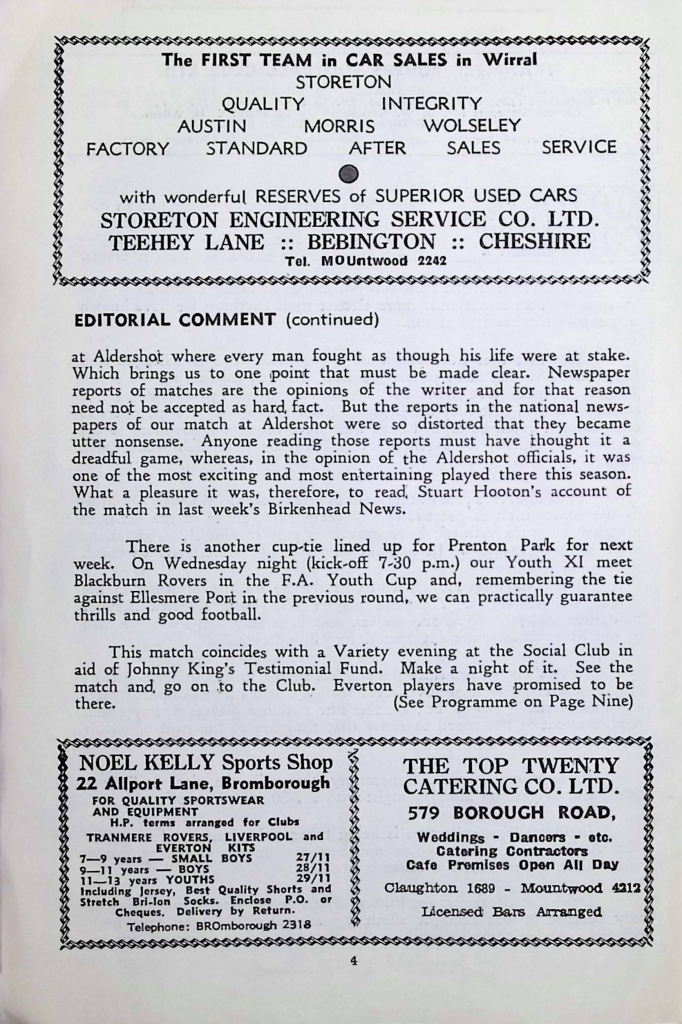 The FIRST TEAM in CAR SALES in Wirral
STORETON
QUALITY INTEGRITY
AUSTIN MORRIS WOLSELEY
FACTORY STANDARD AFTER SALES SERVICE
with wonderful RESERVES of SUPERIOR USED CARS
STORETON ENGINEERING SERVICE CO. LTD.
TEEHEY LANE :: BEBINGTON :: CHESHIRE
Tel. MOUntwood 2242
EDITORIAL COMMENT (continued)
at Aldershot where every man fought as though his life were at stake.
Which brings us to one point that must be made clear. Newspaper
reports of matches are the opinions of the writer and for that reason
need not be accepted as hard, fact. But the reports in the national news-
papers of our match at Aldershot were so distorted that they became
utter nonsense. Anyone reading those reports must have thought it a
dreadful game, whereas, in the opinion of the Aldershot officials, it was
one of the most exciting and most entertaining played there this season.
What a pleasure it was, therefore, to read, Stuart Hooton's account of
the match in last week's Birkenhead News.
There is another cup-tie lined up for Prenton Park for next
week. On Wednesday night (kick-off 7-30 p.m.) our Youth XI meet
Blackburn Rovers in the F.A. Youth Cup and, remembering the tie
against Ellesmere Port in the previous round, we can practically guarantee
thrills and good football.
This match coincides with a Variety evening at the Social Club in
aid of Johnny King's Testimonial Fund. Make a night of it. See the
match and, go on to the Club. Everton players have promised to be
there. (See Programme on Page Nine)
NOEL KELLY Sports Shop
22 Allport Lane, Bromborough
FOR QUALITY SPORTSWEAR
AND EQUIPMENT
H.P. terms arranged for Clubs
TRANMERE ROVERS, LIVERPOOL and
EVERTON KITS
7—9 years — SMALL BOYS 27/11
9—11 years — BOYS 28/11
11—13 years YOUTHS 29/11
Including Jersey, Best Quality Shorts and
Stretch Bri-lon Socks. Enclose P.O. or
Cheques. Delivery by Return.
Telephone: BROmborough 2318
THE TOP TWENTY
CATERING CO. LTD.
579 BOROUGH ROAD,
Weddings - Dancers - etc.
Catering Contractors
Cafe Premises Open All Day
Claughton 1689 - Mountwood 4212
Licensed Bars Arranged
4